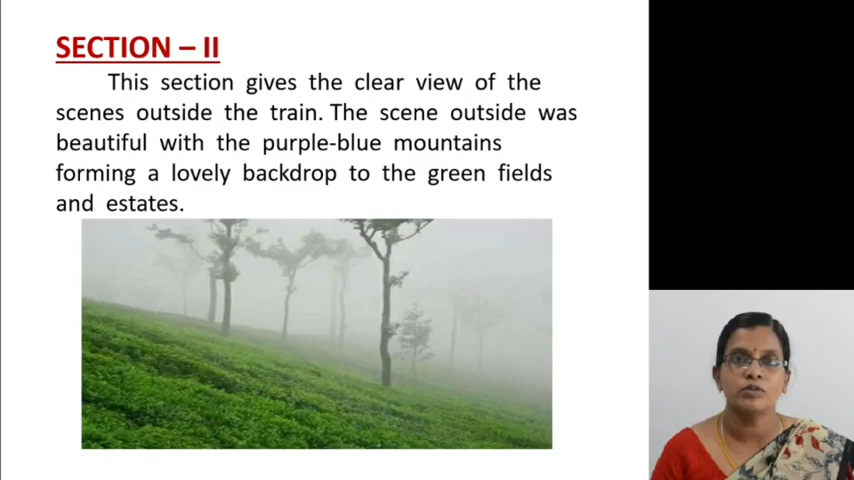 SECTION – II
This section gives the clear view of the
scenes outside the train. The scene outside was
beautiful with the purple-blue mountains
forming a lovely backdrop to the green fields
and estates.